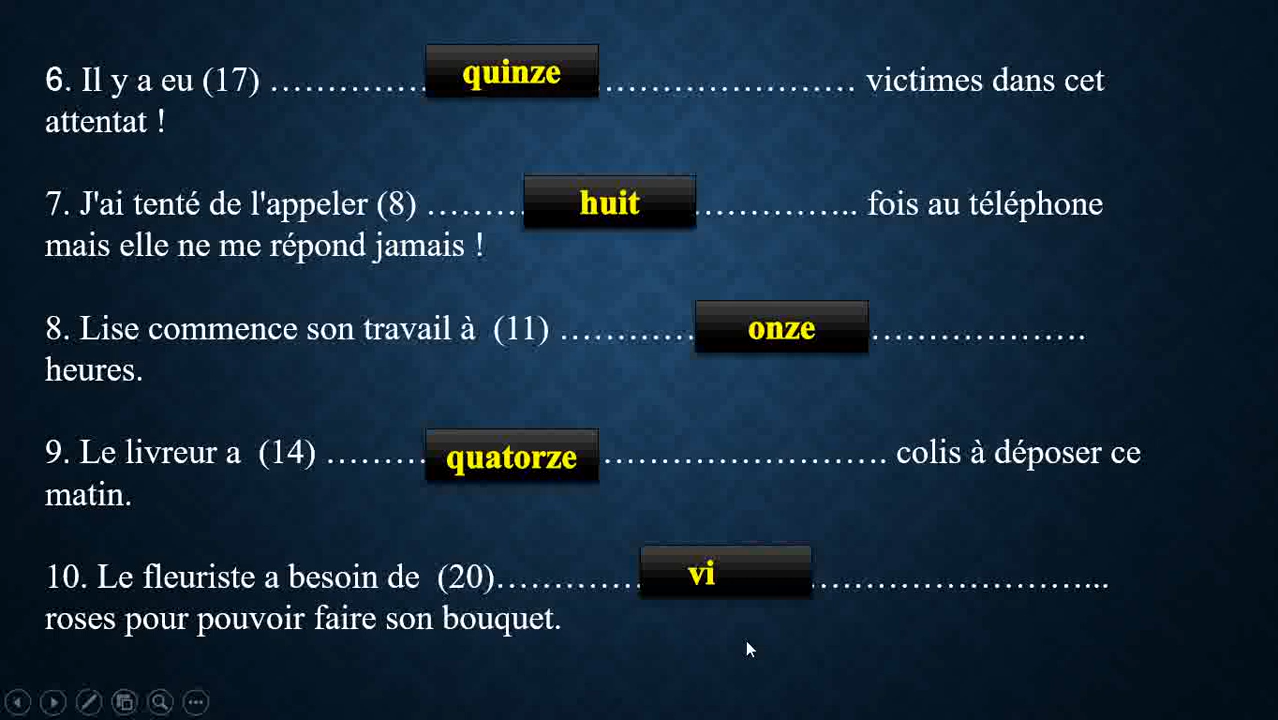 6. Il y a eu (17) ………….. quinze ………………….… victimes dans cet
attentat !
7. J'ai tenté de l'appeler (8) ……… huit …………….. fois au téléphone
mais elle ne me répond jamais !
8. Lise commence son travail à (11) ………… onze ………………….
heures.
9. Le livreur a (14) ……… quatorze ………………………. colis à déposer ce
matin.
10. Le fleuriste a besoin de (20)…………. vi ………………………...
roses pour pouvoir faire son bouquet.